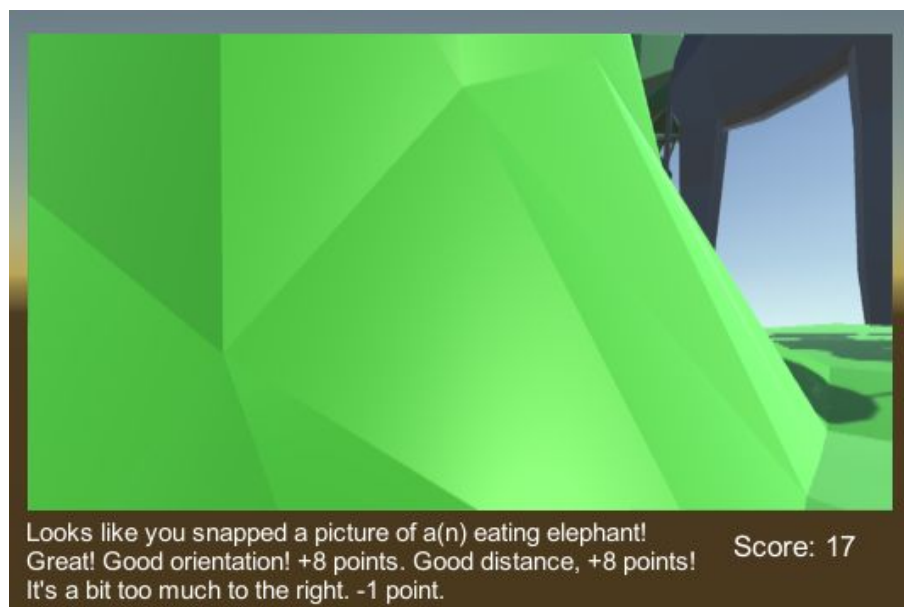 Looks like you snapped a picture of a(n) eating elephant!
Great! Good orientation! +8 points. Good distance, +8 points!
It's a bit too much to the right. -1 point.
Score: 17